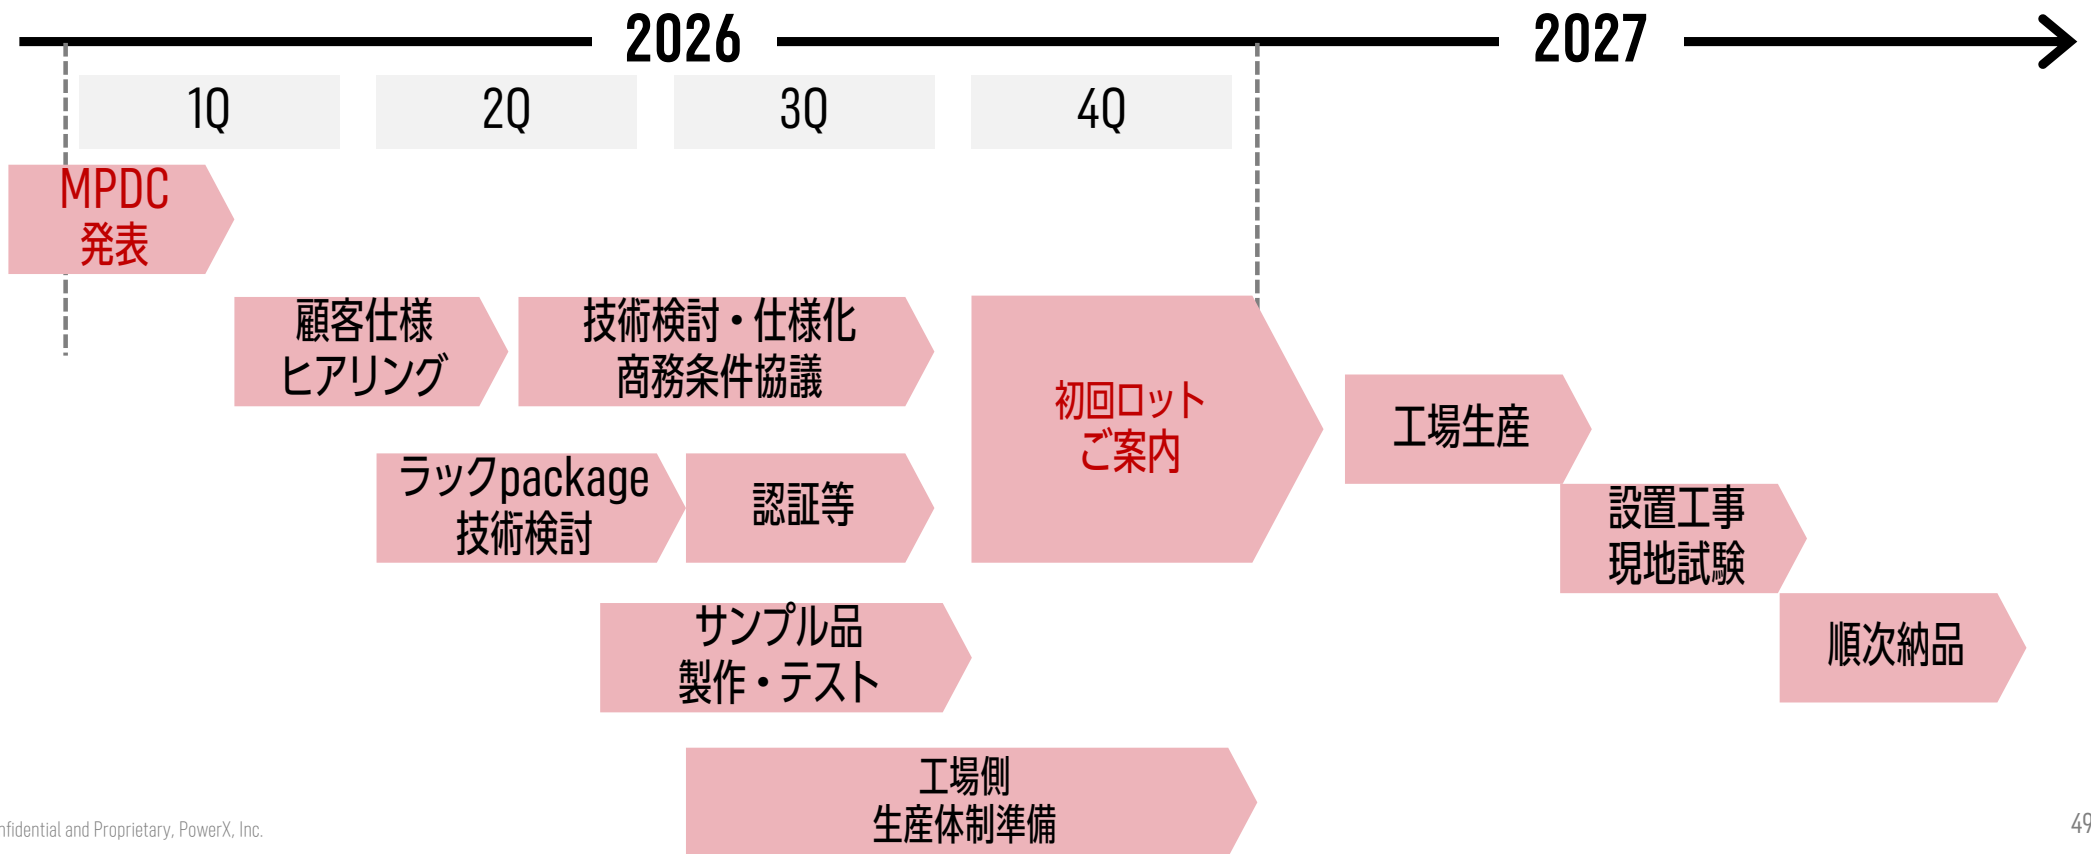 2026
2027
1Q
2Q
3Q
4Q
MPDC
発表
顧客仕様
ヒアリング
技術検討・仕様化
商務条件協議
初回ロット
ご案内
工場生産
ラックpackage
技術検討
認証等
設置工事
現地試験
サンプル品
製作・テスト
順次納品
工場側
生産体制準備
nfidential and Proprietary, PowerX, Inc.
49